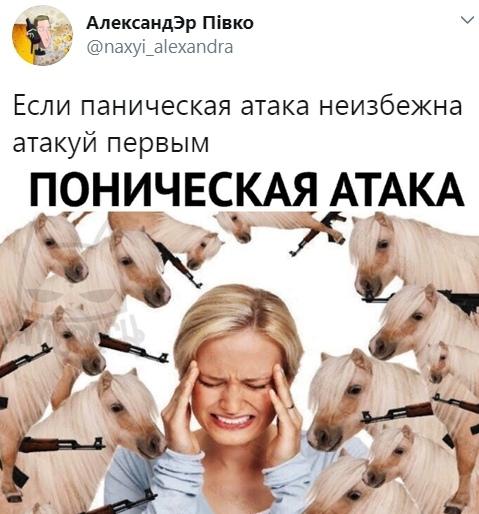 АлександЭр Півко
@naxyi_alexandra
Если паническая атака неизбежна
атакуй первым
ПОНИЧЕСКАЯ АТАКА